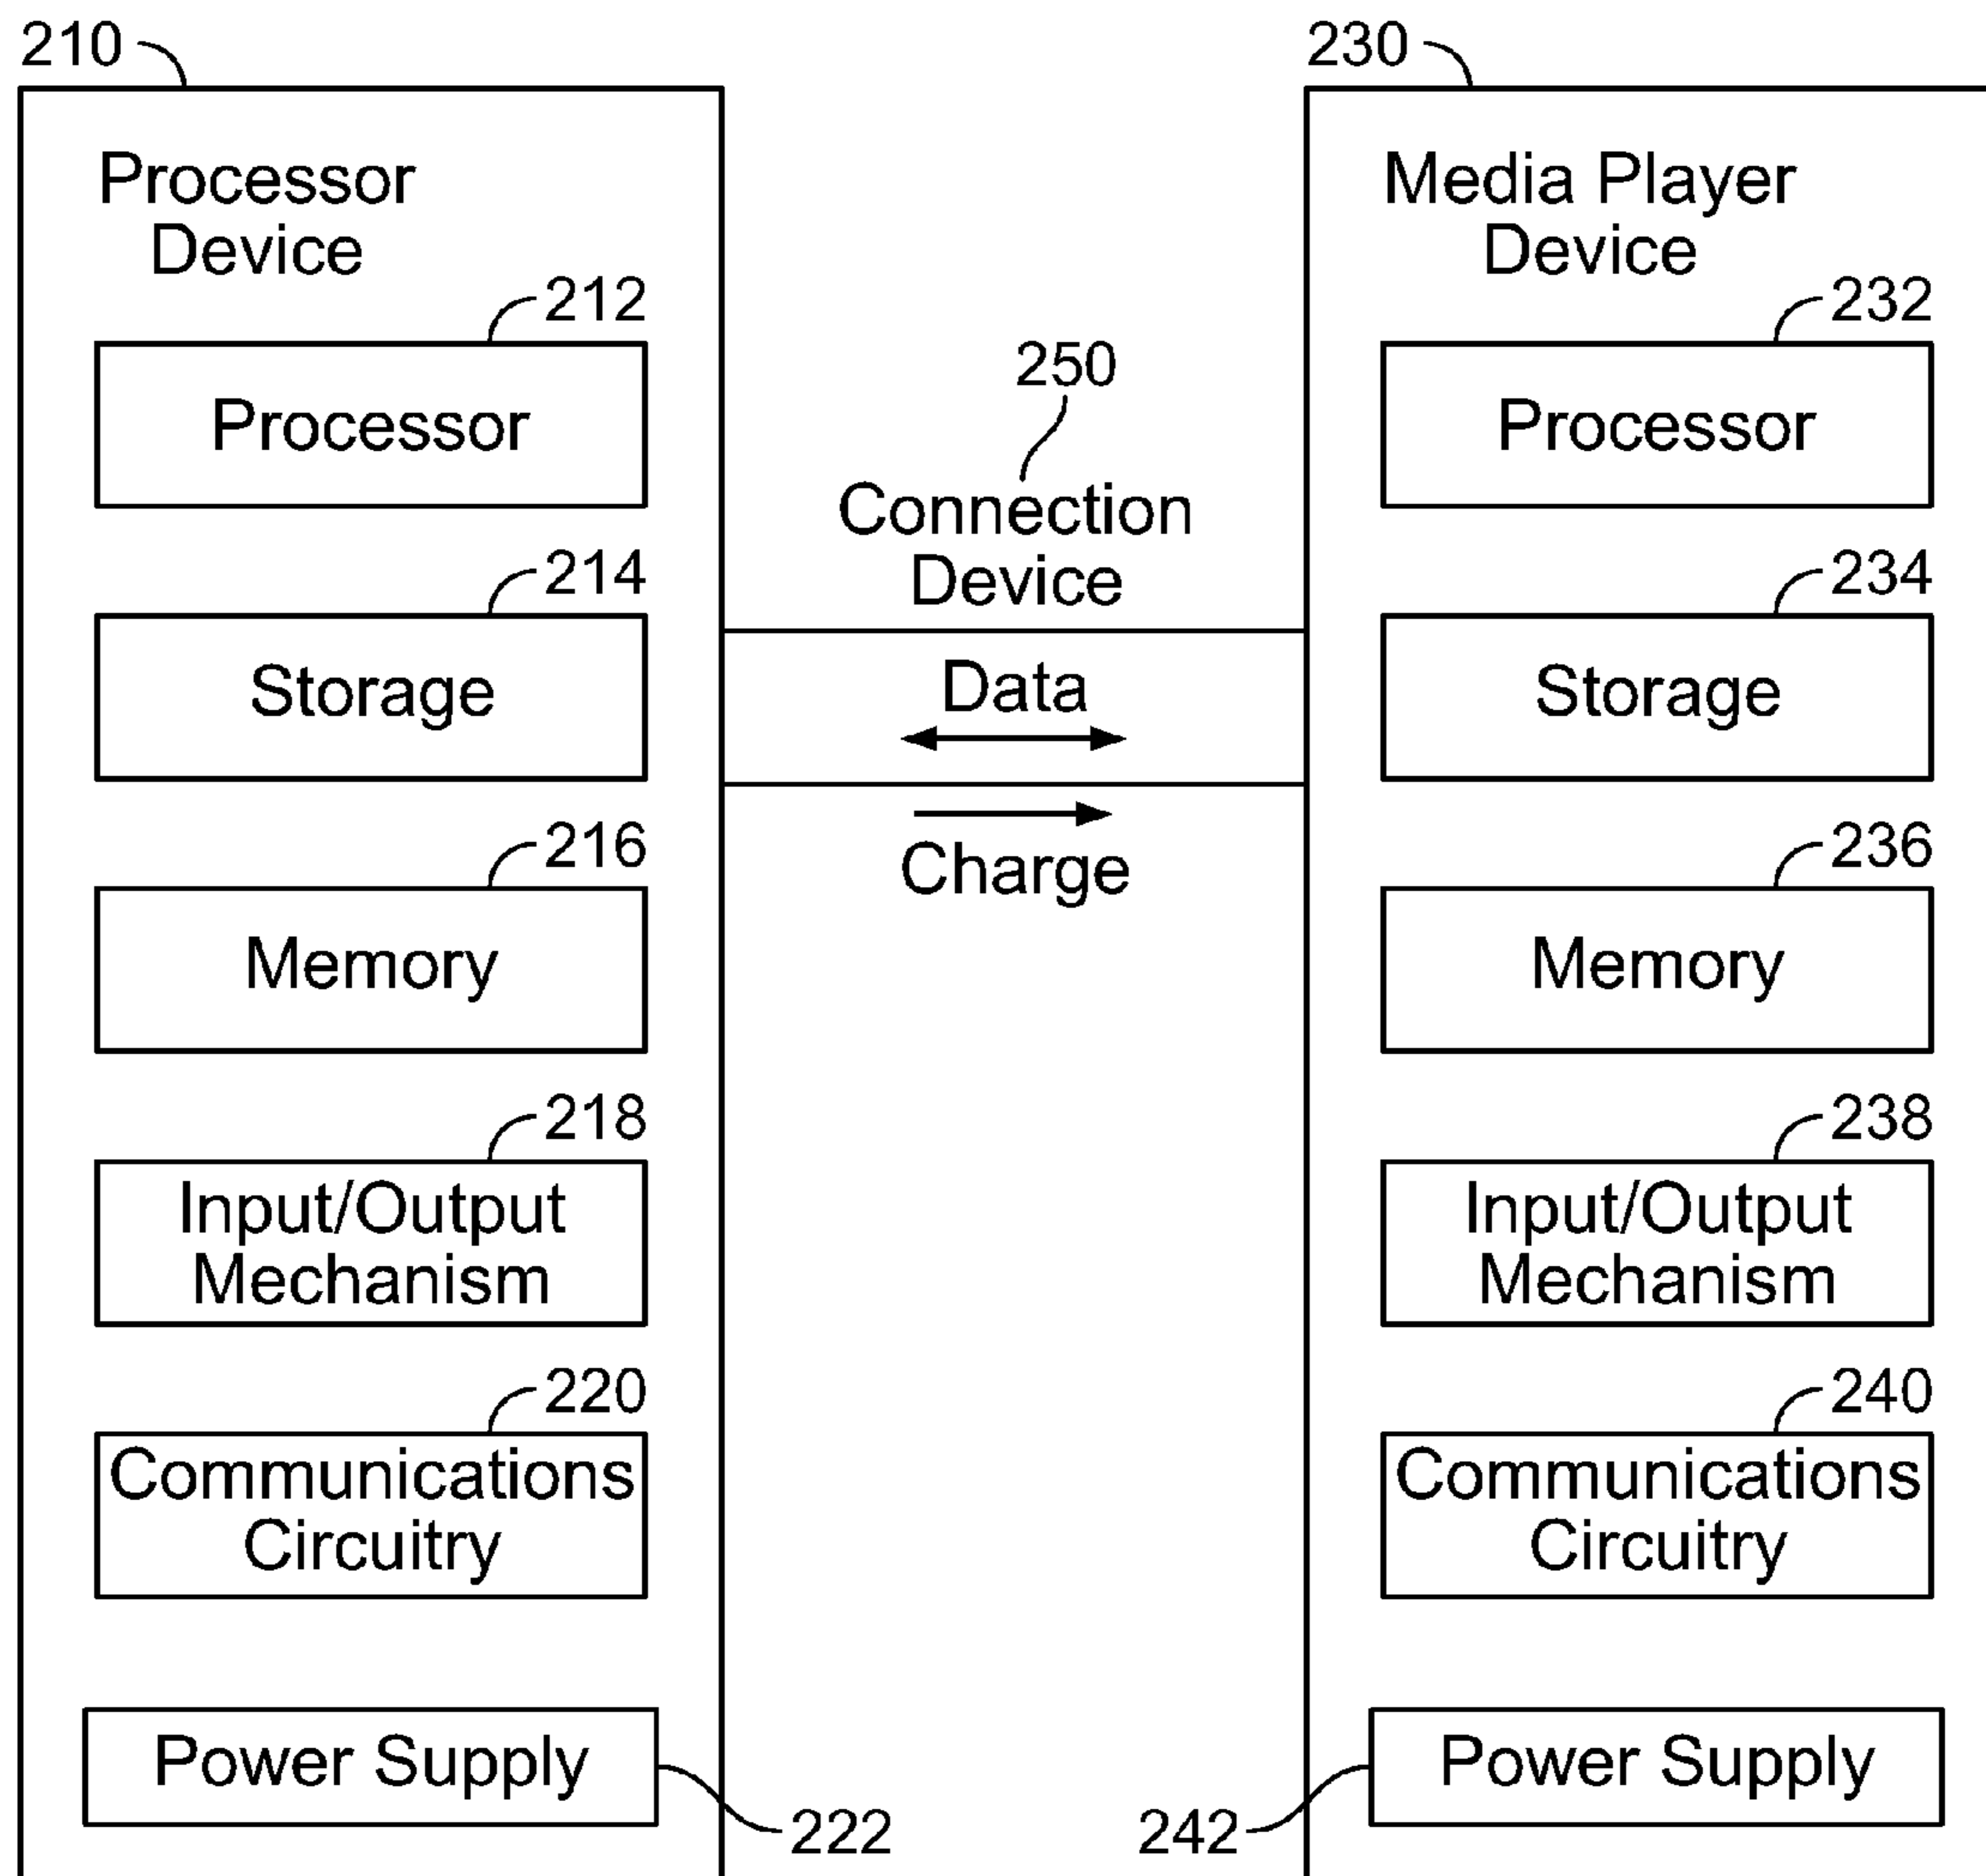 210
Processor
Device
212
Processor
214
Storage
216
Memory
218
Input/Output
Mechanism
220
Communications
Circuitry
Power Supply
222
250
Connection
Device
Data
Charge
230
Media Player
Device
232
Processor
234
Storage
236
Memory
238
Input/Output
Mechanism
240
Communications
Circuitry
Power Supply
242